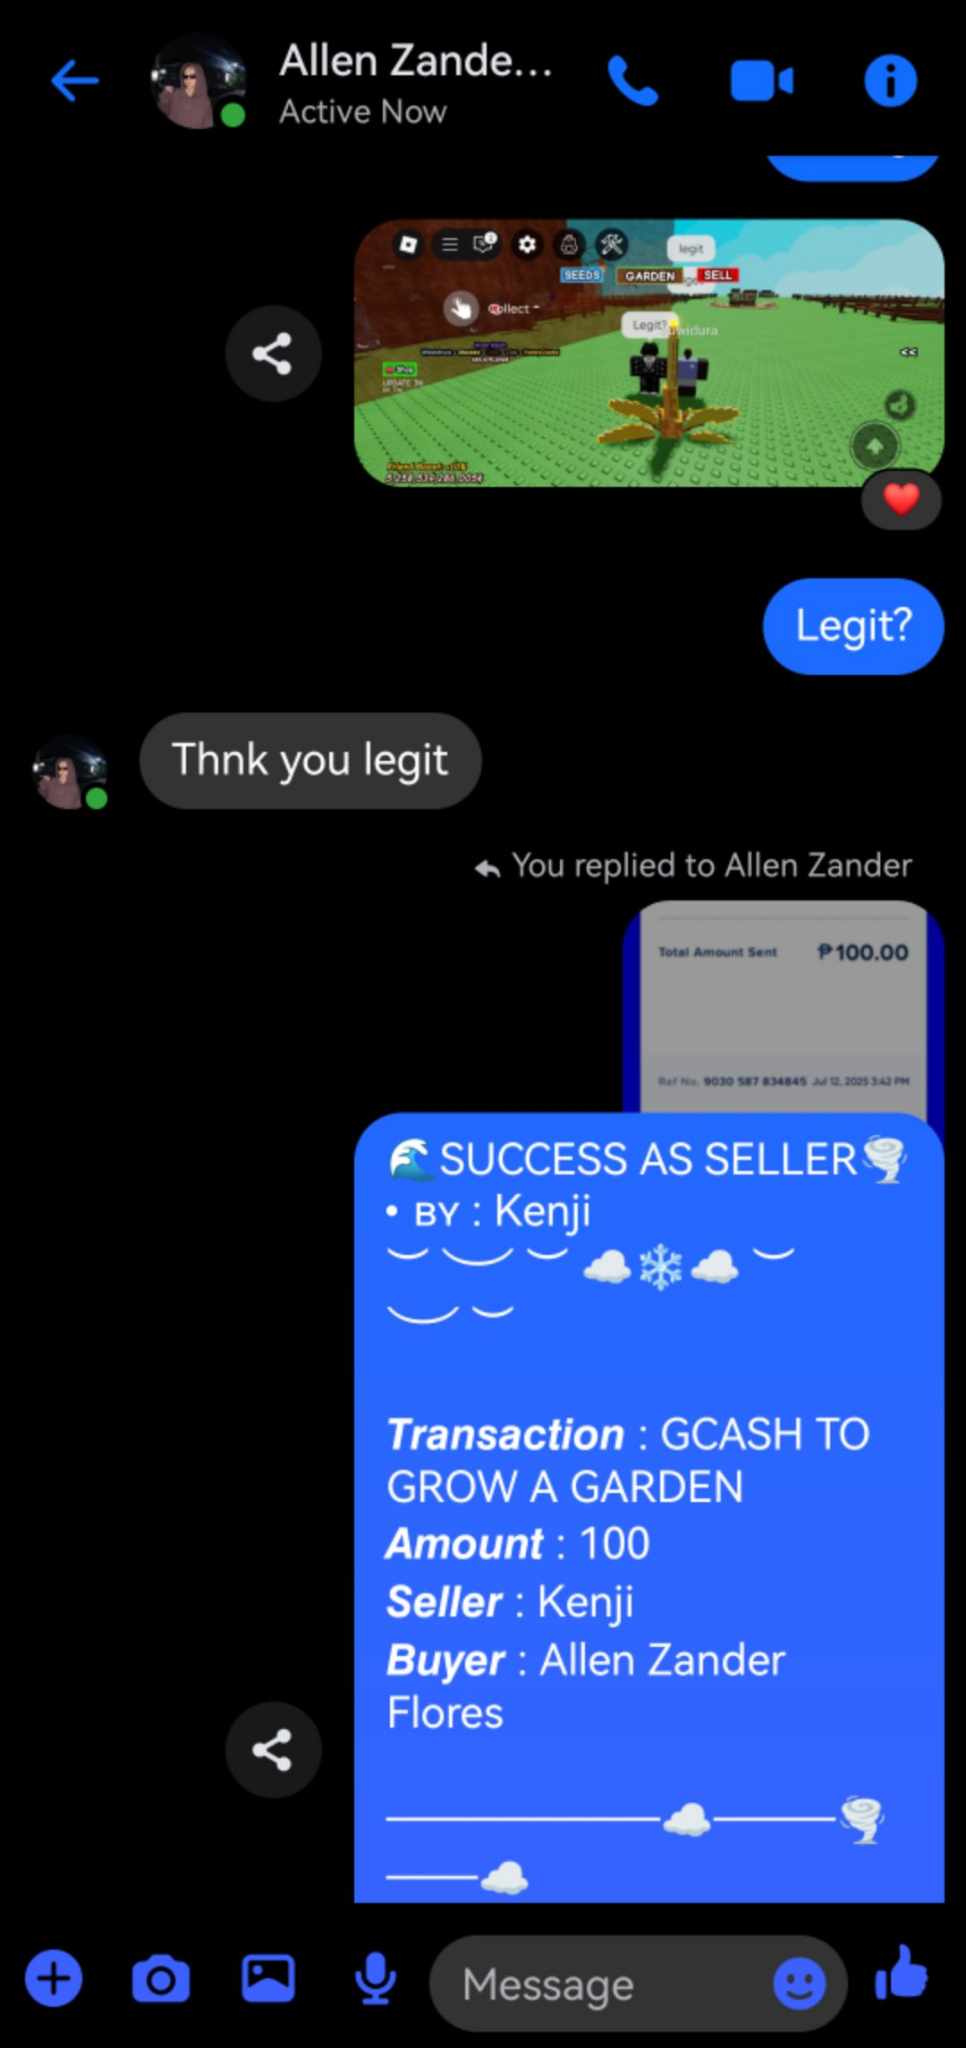 Allen Zande...
Active Now
legit
SEEDS
GARDEN
SELL
Collect
Legit?
Legit?
Thnk you legit
You replied to Allen Zander
Total Amount Sent ₱100.00
Ref No. 9030 587 834845 Jul 12, 2025 3:42 PM
🌊SUCCESS AS SELLER🌪️
• BY : Kenji
Transaction : GCASH TO
GROW A GARDEN
Amount : 100
Seller : Kenji
Buyer : Allen Zander
Flores
Message